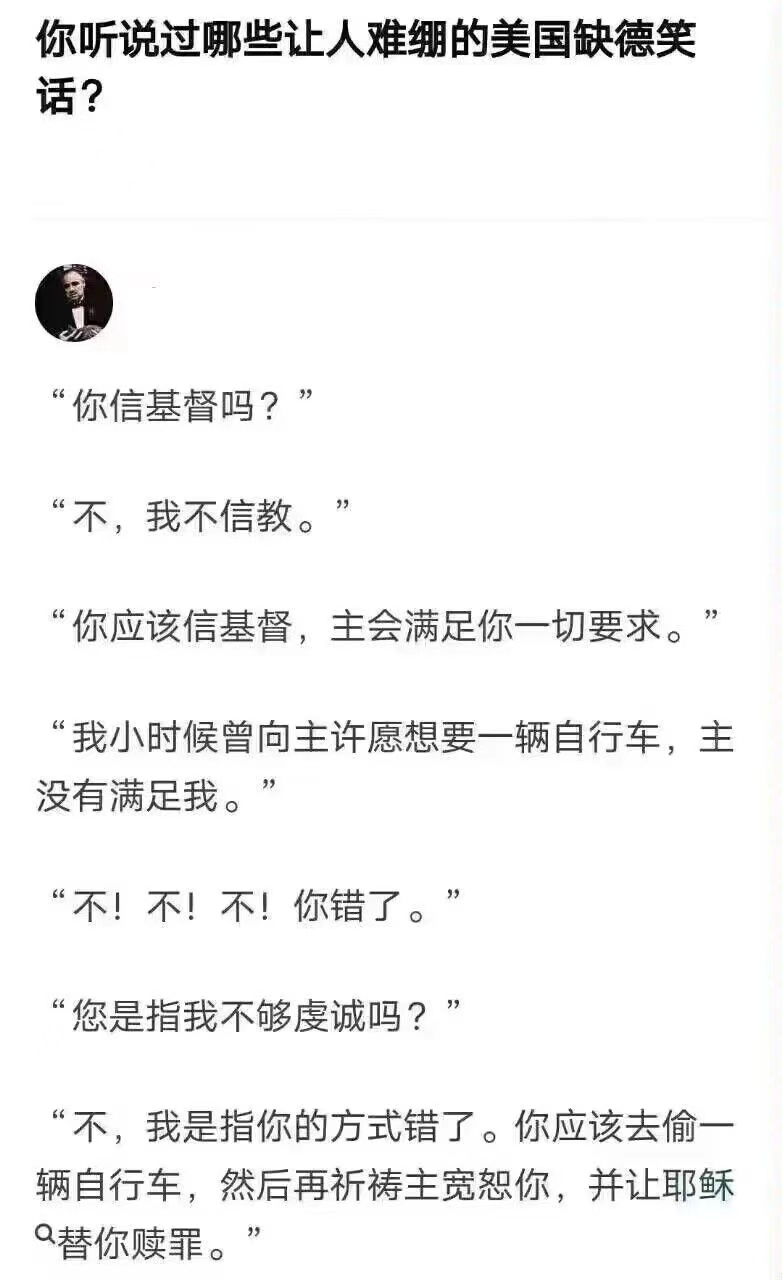 你听说过哪些让人难绷的美国缺德笑
话？
“你信基督吗？”
“不，我不信教。”
“你应该信基督，主会满足你一切要求。”
“我小时候曾向主许愿想要一辆自行车，主
没有满足我。”
“不！不！不！你错了。”
“您是指我不够虔诚吗？”
“不，我是指你的方式错了。你应该去偷一
辆自行车，然后再祈祷主宽恕你，并让耶稣
替你赎罪。”